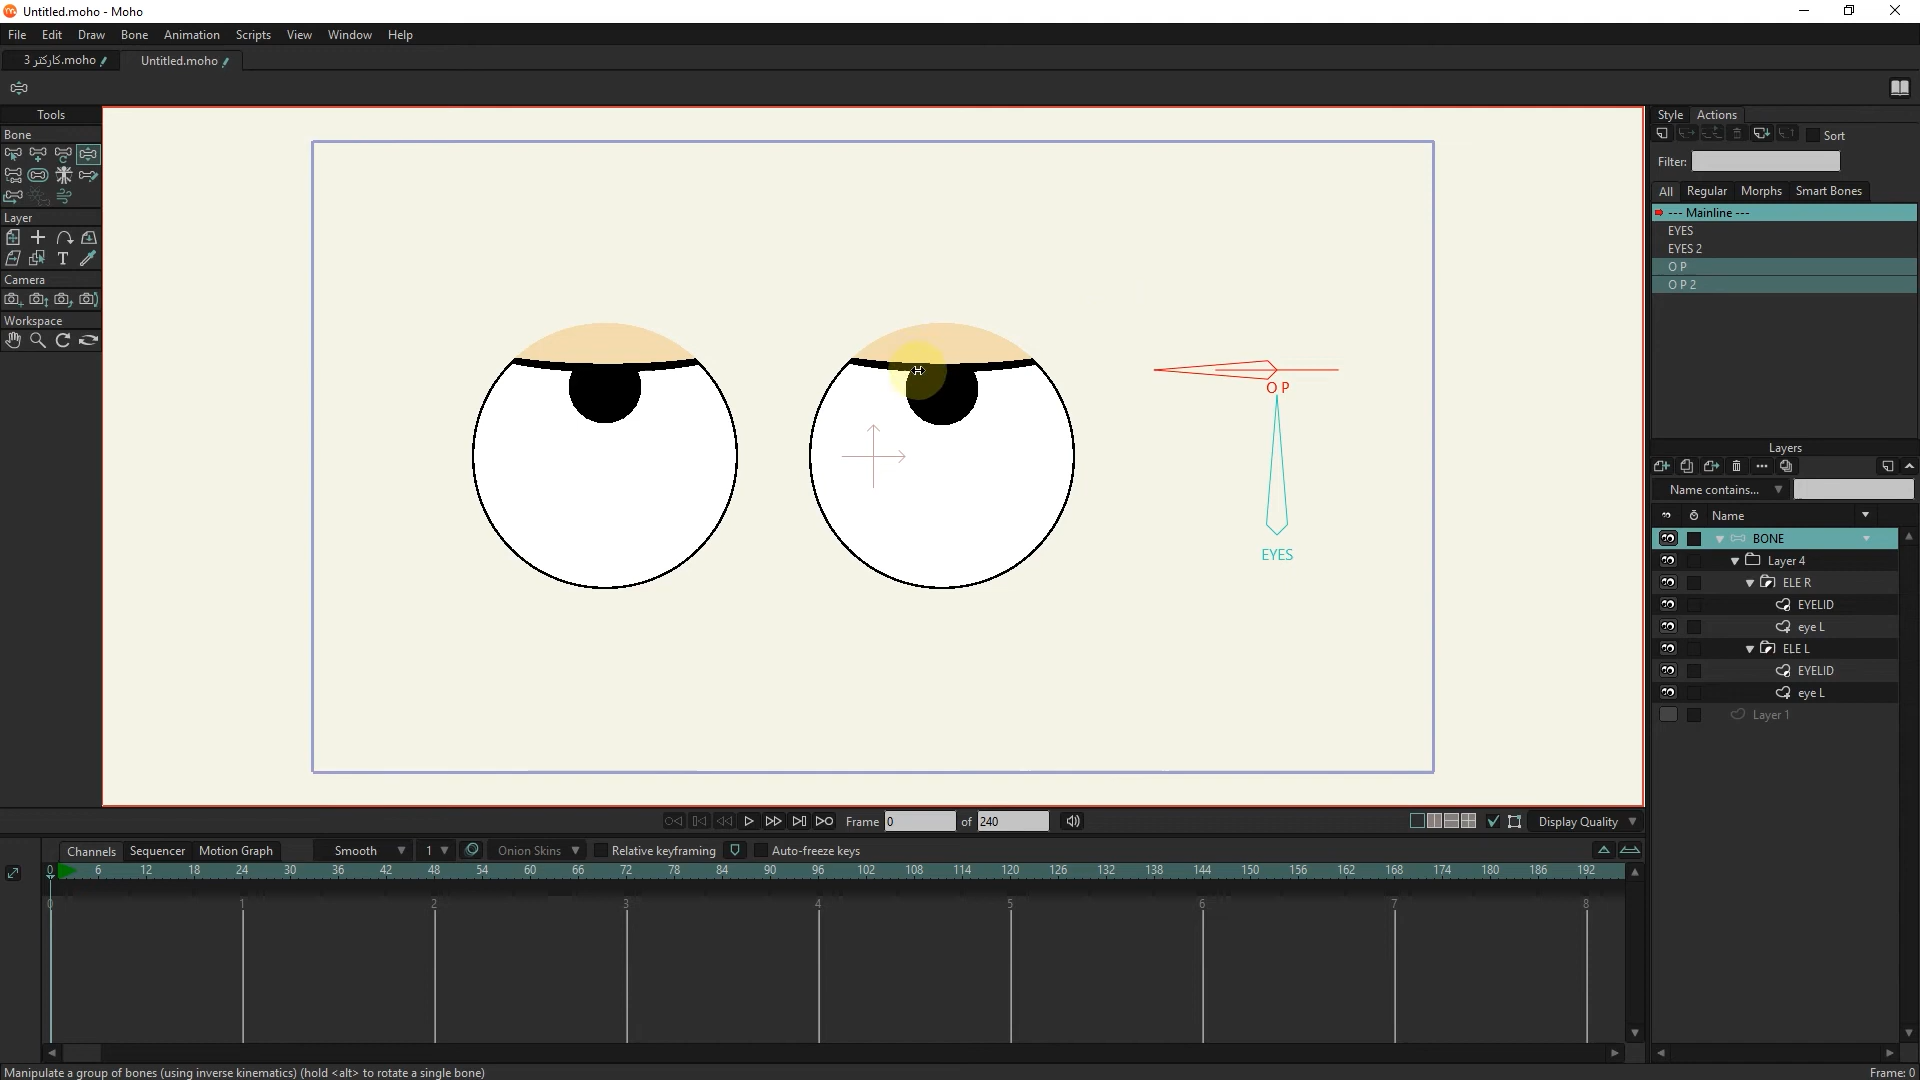 Untitled.moho - Moho
File Edit Draw Bone Animation Scripts View Window Help
کارکتر 3.moho Untitled.moho
Tools
Bone
Layer
Camera
Workspace
O P
EYES
Style Actions
Sort
Filter:
All Regular Morphs Smart Bones
--- Mainline ---
EYES
EYES 2
O P
O P 2
Layers
Name contains...
Name
BONE
Layer 4
ELE R
EYELID
eye L
ELE L
EYELID
eye L
Layer 1
Frame 0 of 240 Display Quality
Channels Sequencer Motion Graph Smooth 1 Onion Skins Relative keyframing Auto-freeze keys
0 6 12 18 24 30 36 42 48 54 60 66 72 78 84 90 96 102 108 114 120 126 132 138 144 150 156 162 168 174 180 186 192
0 1 2 3 4 5 6 7 8
Manipulate a group of bones (using inverse kinematics) (hold <alt> to rotate a single bone) Frame: 0